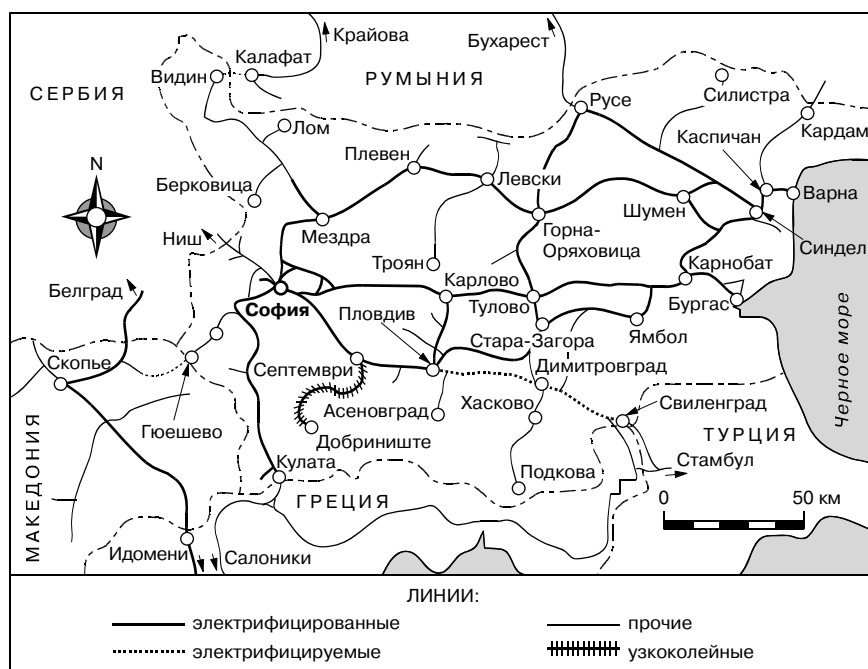 Крайова
Бухарест
Калафат
Видин
РУМЫНИЯ
СЕРБИЯ
Русе
Силистра
Лом
Каспичан
Кардам
Плевен
N
Берковица
Левски
Варна
Шумен
Ниш
Мездра
Горна-
Оряховица
Синдел
Троян
Белград
Карлово
Карнобат
София
Тулово
Бургас
Пловдив
Стара-Загора
Ямбол
Скопье
Септември
Димитровград
Черное море
Асеновград
Хасково
Свиленград
Гюешево
Добриниште
ТУРЦИЯ
Кулата
Стамбул
Подкова
МАКЕДОНИЯ
ГРЕЦИЯ
0 50 км
Идомени
Салоники
ЛИНИИ:
электрифицированные
прочие
электрифицируемые
узкоколейные